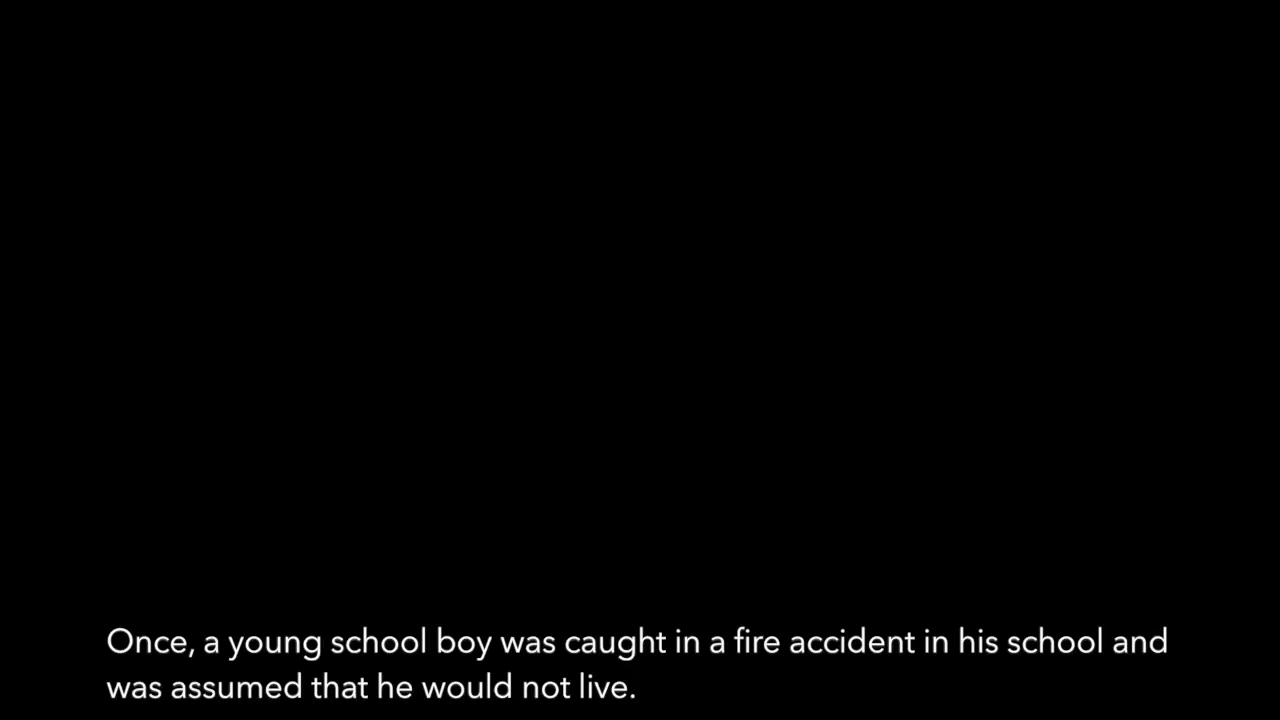 Once, a young school boy was caught in a fire accident in his school and
was assumed that he would not live.